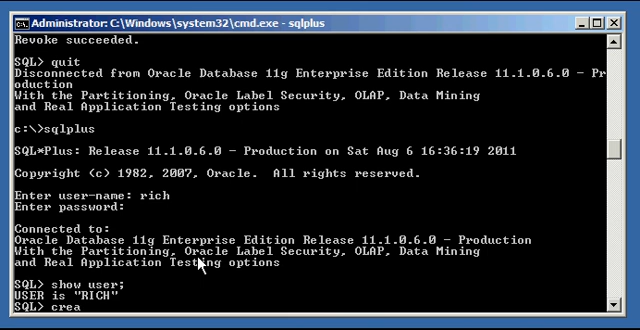 Administrator: C:\Windows\system32\cmd.exe - sqlplus
Revoke succeeded.
SQL> quit
Disconnected from Oracle Database 11g Enterprise Edition Release 11.1.0.6.0 - Pr
oduction
With the Partitioning, Oracle Label Security, OLAP, Data Mining
and Real Application Testing options
c:\>sqlplus
SQL*Plus: Release 11.1.0.6.0 - Production on Sat Aug 6 16:36:19 2011
Copyright (c) 1982, 2007, Oracle.  All rights reserved.
Enter user-name: rich
Enter password:
Connected to:
Oracle Database 11g Enterprise Edition Release 11.1.0.6.0 - Production
With the Partitioning, Oracle Label Security, OLAP, Data Mining
and Real Application Testing options
SQL> show user;
USER is "RICH"
SQL> crea